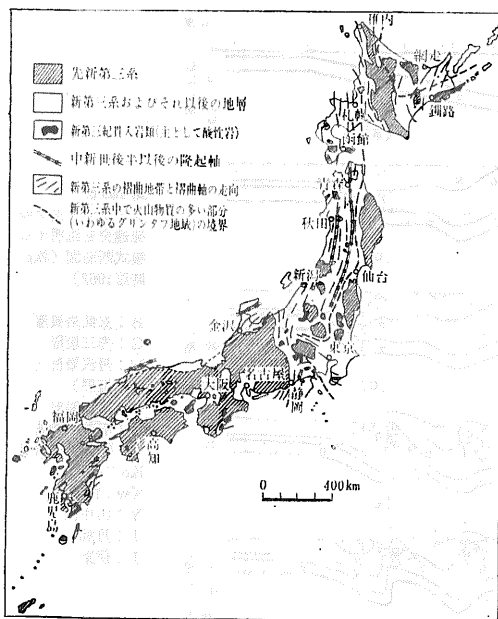 先新第三系
新第三系およびそれ以後の地層
新第三紀貫入岩類(主として酸性岩)
中新世後半以後の隆起軸
新第三系の褶曲地帯と褶曲軸の走向
新第三系中で火山物質の多い部分
(いわゆるグリンタフ地域)の境界
稚内
網走
釧路
札幌
函館
青森
秋田
仙台
新潟
金沢
東京
名古屋
静岡
大阪
福岡
高知
鹿児島
0 400km